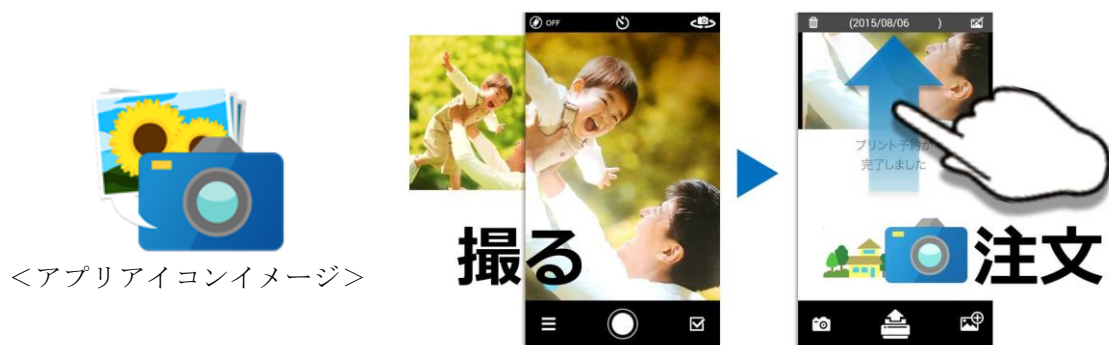 <アプリアイコンイメージ>
OFF
撮る
(2015/08/06 )
プリント予約が
完了しました
注文